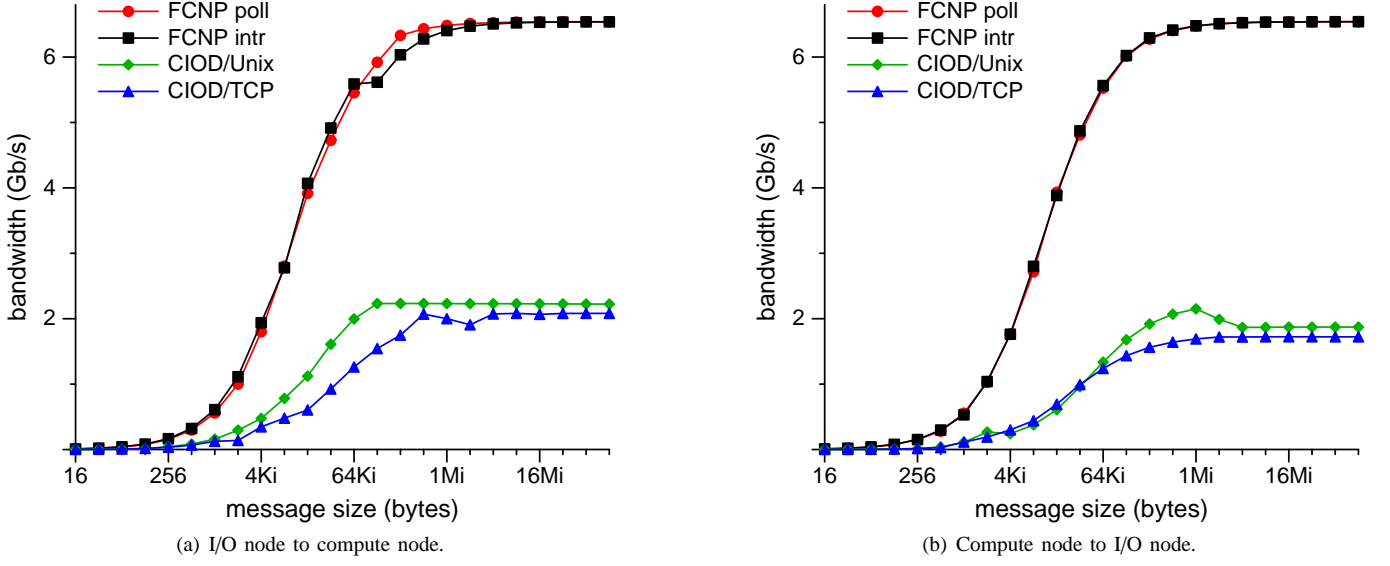 FCNP poll
FCNP intr
CIOD/Unix
CIOD/TCP
6
4
2
bandwidth (Gb/s)
16 256 4Ki 64Ki 1Mi 16Mi
message size (bytes)
(a) I/O node to compute node.
FCNP poll
FCNP intr
CIOD/Unix
CIOD/TCP
6
4
2
bandwidth (Gb/s)
16 256 4Ki 64Ki 1Mi 16Mi
message size (bytes)
(b) Compute node to I/O node.